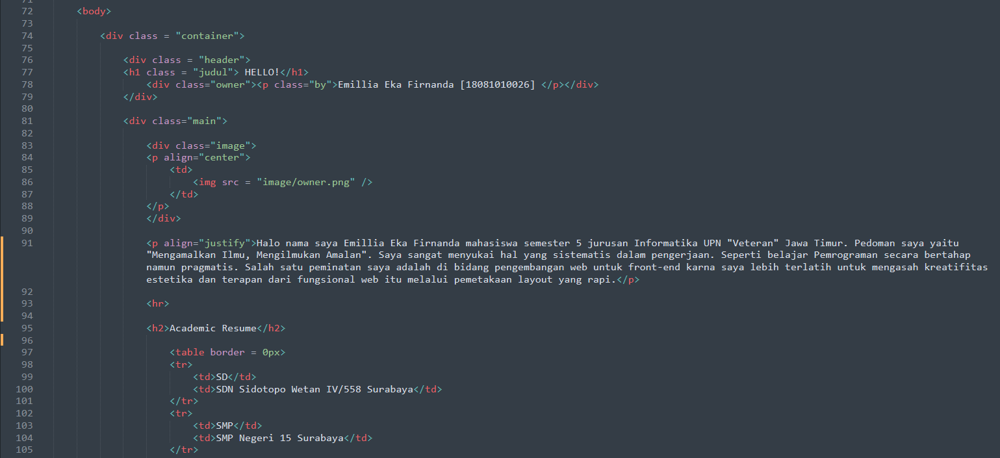 71
72 <body>
73
74 <div class = "container">
75
76 <div class = "header">
77 <h1 class = "judul"> HELLO!</h1>
78 <div class="owner"><p class="by">Emillia Eka Firnanda [18081010026] </p></div>
79 </div>
80
81 <div class="main">
82
83 <div class="image">
84 <p align="center">
85 <td>
86 <img src = "image/owner.png" />
87 </td>
88 </p>
89 </div>
90
91 <p align="justify">Halo nama saya Emillia Eka Firnanda mahasiswa semester 5 jurusan Informatika UPN "Veteran" Jawa Timur. Pedoman saya yaitu
"Mengamalkan Ilmu, Mengilmukan Amalan". Saya sangat menyukai hal yang sistematis dalam pengerjaan. Seperti belajar Pemrograman secara bertahap
namun pragmatis. Salah satu peminatan saya adalah di bidang pengembangan web untuk front-end karna saya lebih terlatih untuk mengasah kreatifitas
estetika dan terapan dari fungsional web itu melalui pemetakaan layout yang rapi.</p>
92
93 <hr>
94
95 <h2>Academic Resume</h2>
96
97 <table border = 0px>
98 <tr>
99 <td>SD</td>
100 <td>SDN Sidotopo Wetan IV/558 Surabaya</td>
101 </tr>
102 <tr>
103 <td>SMP</td>
104 <td>SMP Negeri 15 Surabaya</td>
105 </tr>